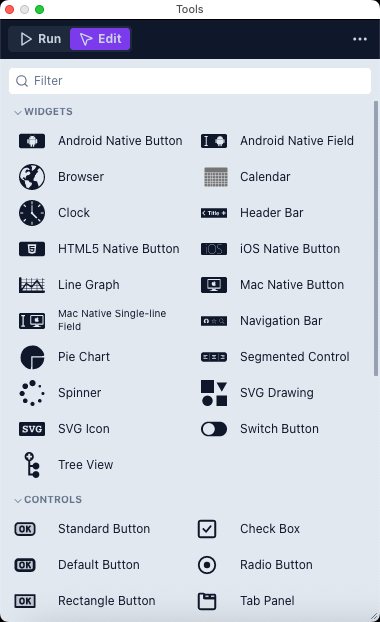 Tools
Run Edit
Filter
WIDGETS
Android Native Button
Android Native Field
Browser
Calendar
Clock
Title
Header Bar
5
HTML5 Native Button
iOS
iOS Native Button
Line Graph
Mac Native Button
Mac Native Single-line
Field
Navigation Bar
Pie Chart
Segmented Control
Spinner
SVG Drawing
SVG
SVG Icon
Switch Button
Tree View
CONTROLS
OK
Standard Button
Check Box
OK
Default Button
Radio Button
OK
Rectangle Button
Tab Panel